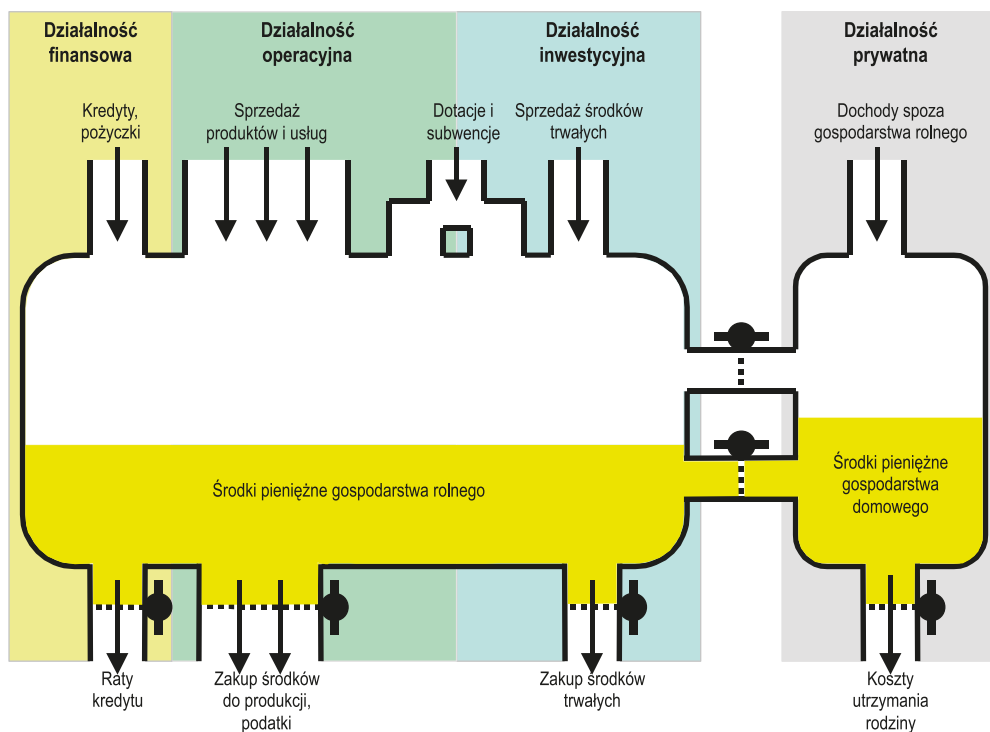 Działalność
finansowa
Działalność
operacyjna
Działalność
inwestycyjna
Działalność
prywatna
Kredyty,
pożyczki
Sprzedaż
produktów i usług
Dotacje i
subwencje
Sprzedaż środków
trwałych
Dochody spoza
gospodarstwa rolnego
Środki pieniężne gospodarstwa rolnego
Środki pieniężne
gospodarstwa
domowego
Raty
kredytu
Zakup środków
do produkcji,
podatki
Zakup środków
trwałych
Koszty
utrzymania
rodziny